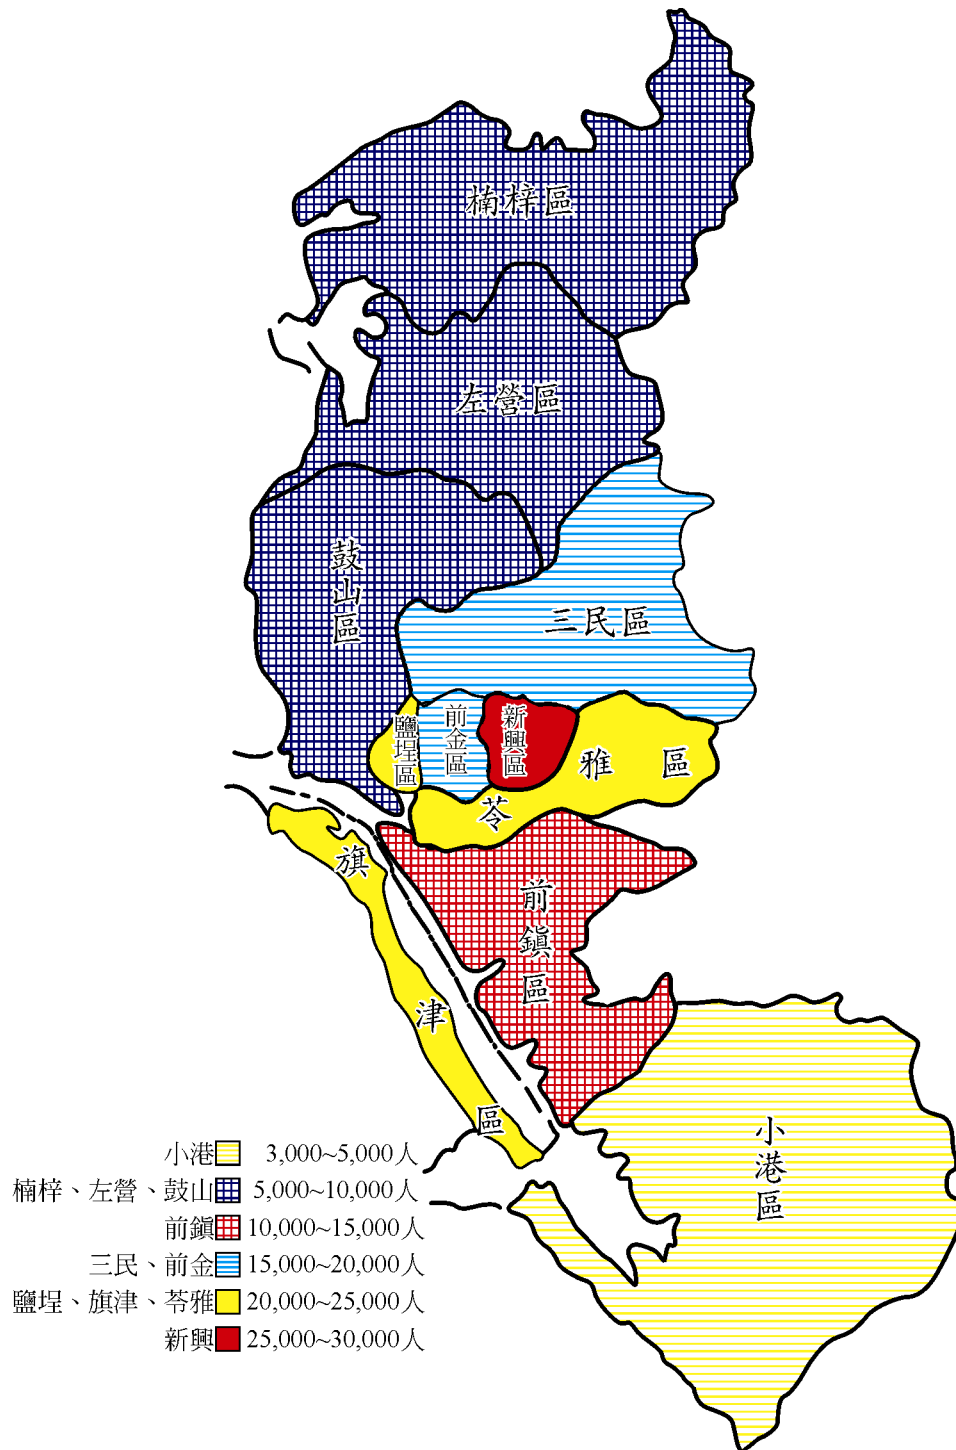 楠梓區
左營區
鼓山區
三民區
鹽埕區
前金區
新興區
苓雅區
旗津區
前鎮區
小港區
小港 3,000~5,000人
楠梓、左營、鼓山 5,000~10,000人
前鎮 10,000~15,000人
三民、前金 15,000~20,000人
鹽埕、旗津、苓雅 20,000~25,000人
新興 25,000~30,000人